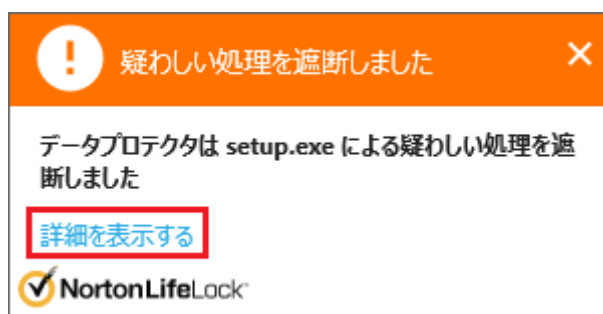 疑わしい処理を遮断しました
データプロテクタは setup.exe による疑わしい処理を遮
断しました
詳細を表示する
NortonLifeLock